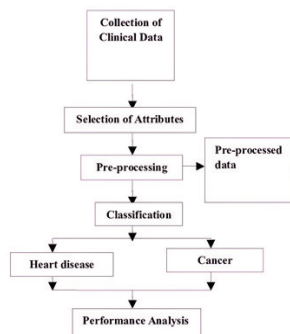 Collection of
Clinical Data
Selection of Attributes
Pre-processing
Pre-processed
data
Classification
Heart disease
Cancer
Performance Analysis